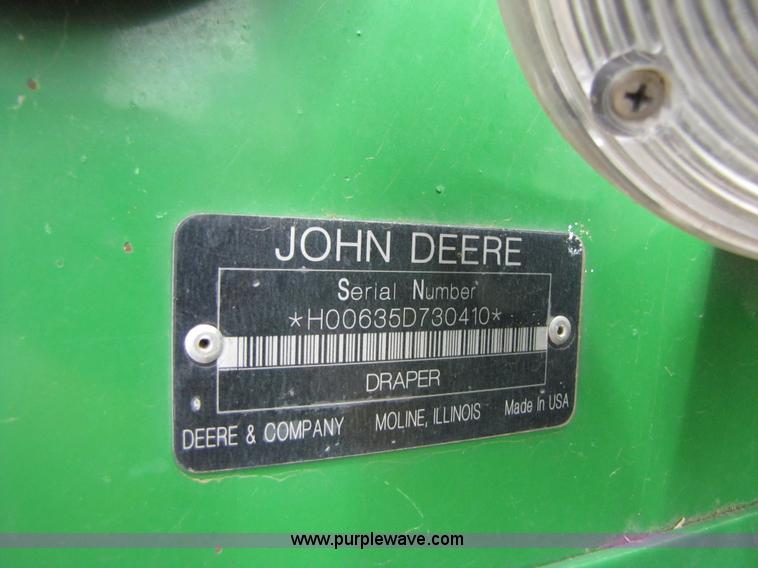 JOHN DEERE
Serial Number
*H00635D730410*
DRAPER
DEERE & COMPANY MOLINE, ILLINOIS Made In USA
www.purplewave.com